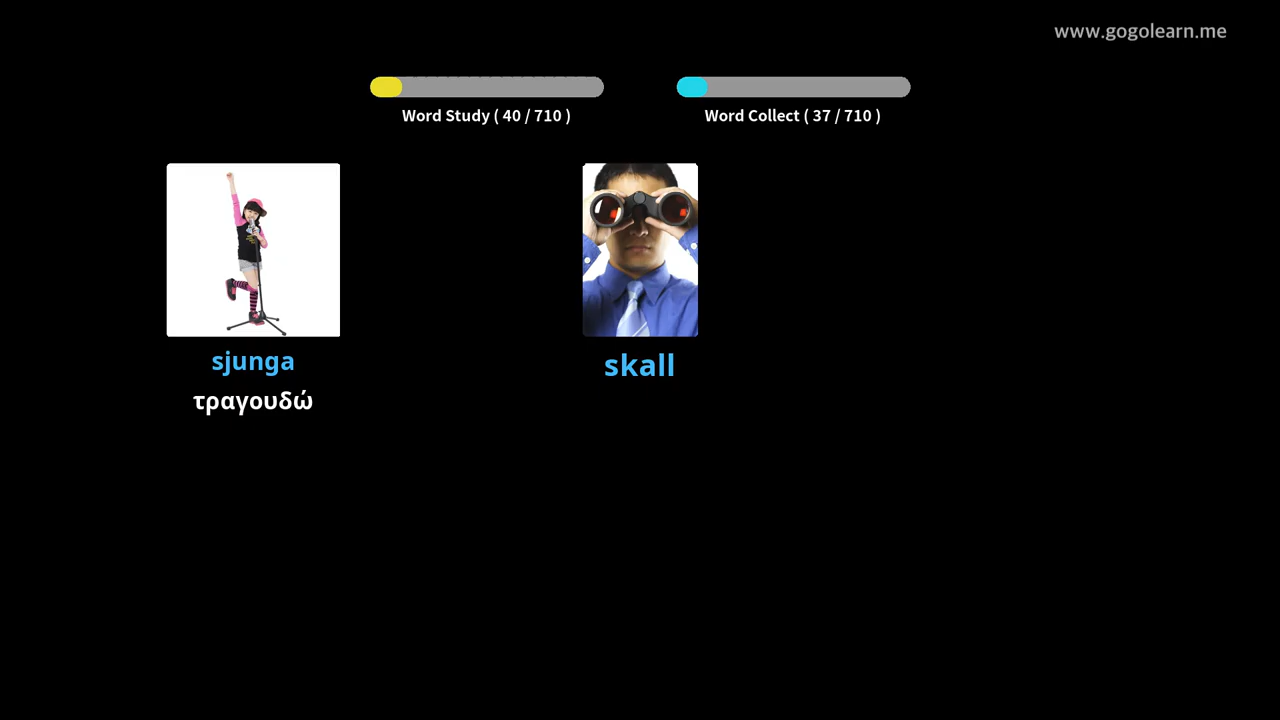 www.gogolearn.me
Word Study ( 40 / 710 )
Word Collect ( 37 / 710 )
sjunga
τραγουδώ
skall